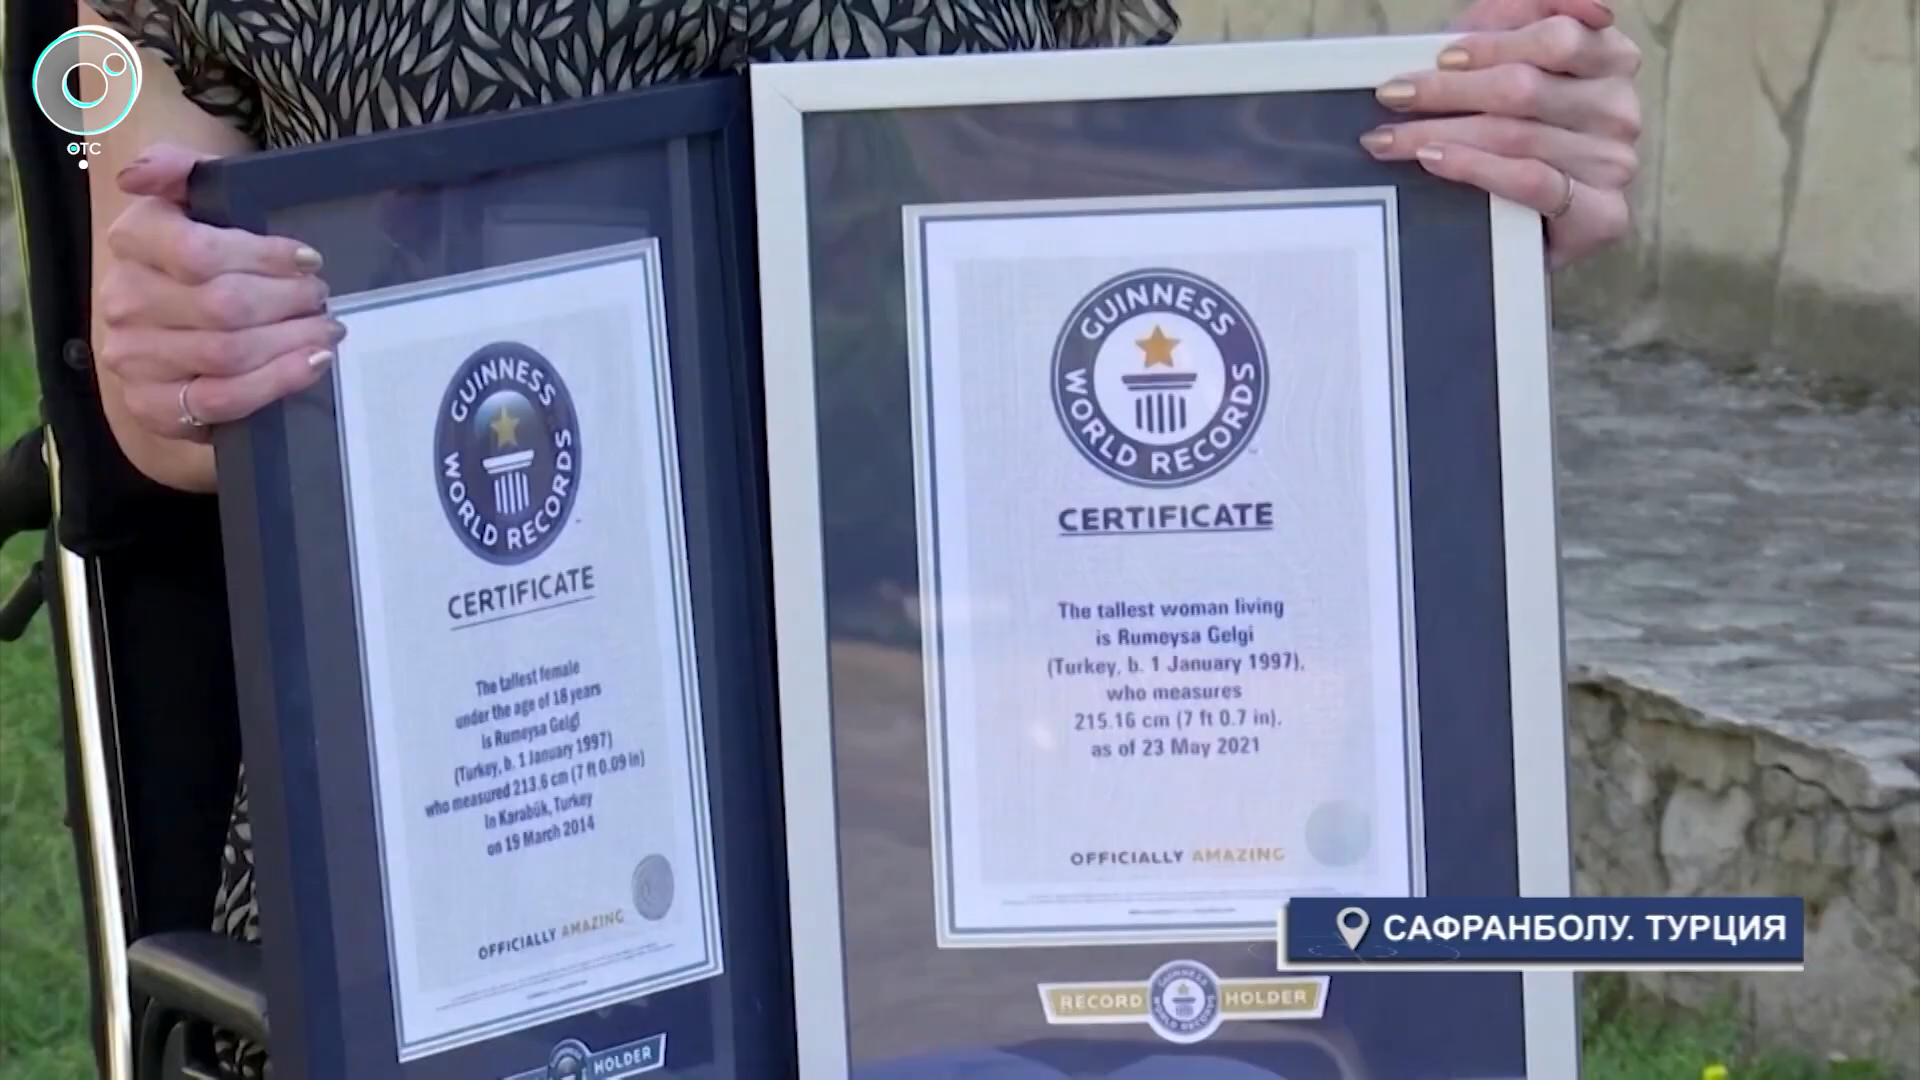 ОТС
GUINNESS
WORLD RECORDS
CERTIFICATE
The tallest female
under the age of 18 years
is Rumeysa Gelgi
(Turkey, b. 1 January 1997)
who measured 213.6 cm (7 ft 0.09 in)
in Karabük, Turkey
on 19 March 2014
OFFICIALLY AMAZING
HOLDER
GUINNESS
WORLD RECORDS
CERTIFICATE
The tallest woman living
is Rumeysa Gelgi
(Turkey, b. 1 January 1997),
who measures
215.16 cm (7 ft 0.7 in),
as of 23 May 2021
OFFICIALLY AMAZING
RECORD HOLDER
GUINNESS
WORLD RECORDS
САФРАНБОЛУ. ТУРЦИЯ